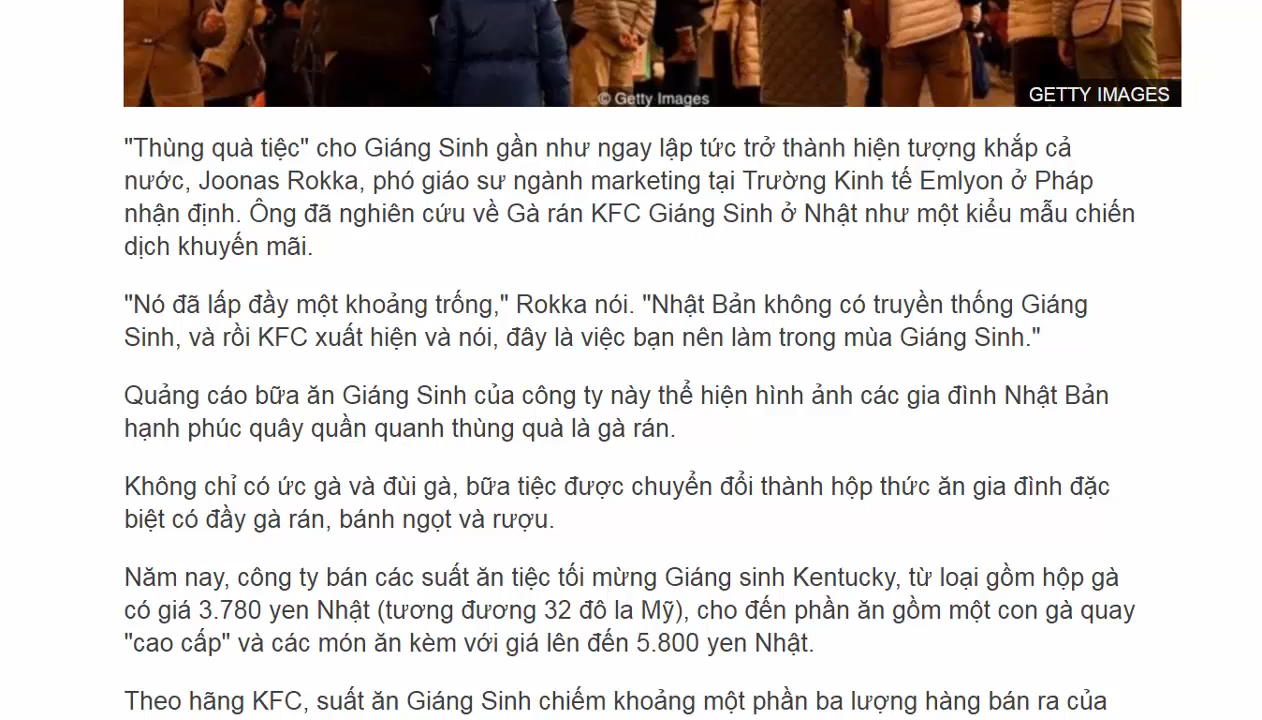 © Getty Images
GETTY IMAGES
"Thùng quà tiệc" cho Giáng Sinh gần như ngay lập tức trở thành hiện tượng khắp cả
nước, Joonas Rokka, phó giáo sư ngành marketing tại Trường Kinh tế Emlyon ở Pháp
nhận định. Ông đã nghiên cứu về Gà rán KFC Giáng Sinh ở Nhật như một kiểu mẫu chiến
dịch khuyến mãi.
"Nó đã lấp đầy một khoảng trống," Rokka nói. "Nhật Bản không có truyền thống Giáng
Sinh, và rồi KFC xuất hiện và nói, đây là việc bạn nên làm trong mùa Giáng Sinh."
Quảng cáo bữa ăn Giáng Sinh của công ty này thể hiện hình ảnh các gia đình Nhật Bản
hạnh phúc quây quần quanh thùng quà là gà rán.
Không chỉ có ức gà và đùi gà, bữa tiệc được chuyển đổi thành hộp thức ăn gia đình đặc
biệt có đầy gà rán, bánh ngọt và rượu.
Năm nay, công ty bán các suất ăn tiệc tối mừng Giáng sinh Kentucky, từ loại gồm hộp gà
có giá 3.780 yen Nhật (tương đương 32 đô la Mỹ), cho đến phần ăn gồm một con gà quay
"cao cấp" và các món ăn kèm với giá lên đến 5.800 yen Nhật.
Theo hãng KFC, suất ăn Giáng Sinh chiếm khoảng một phần ba lượng hàng bán ra của